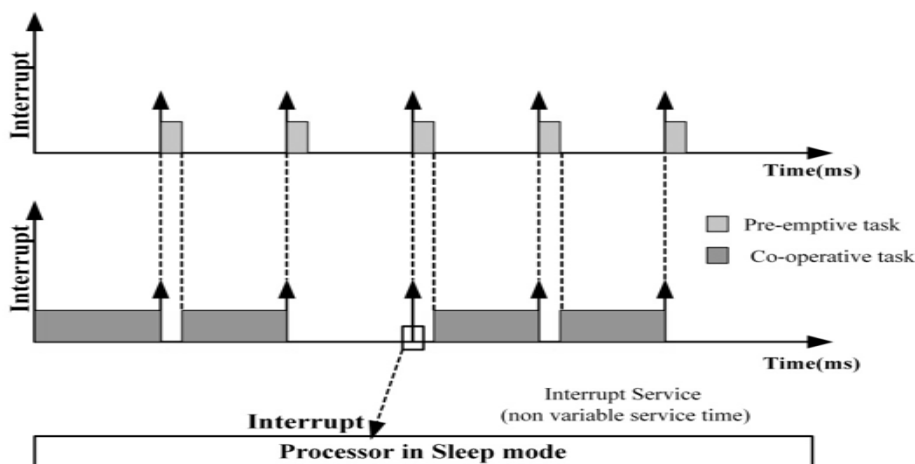 Interrupt
Time(ms)
Interrupt
Pre-emptive task
Co-operative task
Time(ms)
Interrupt Service
(non variable service time)
Interrupt
Processor in Sleep mode